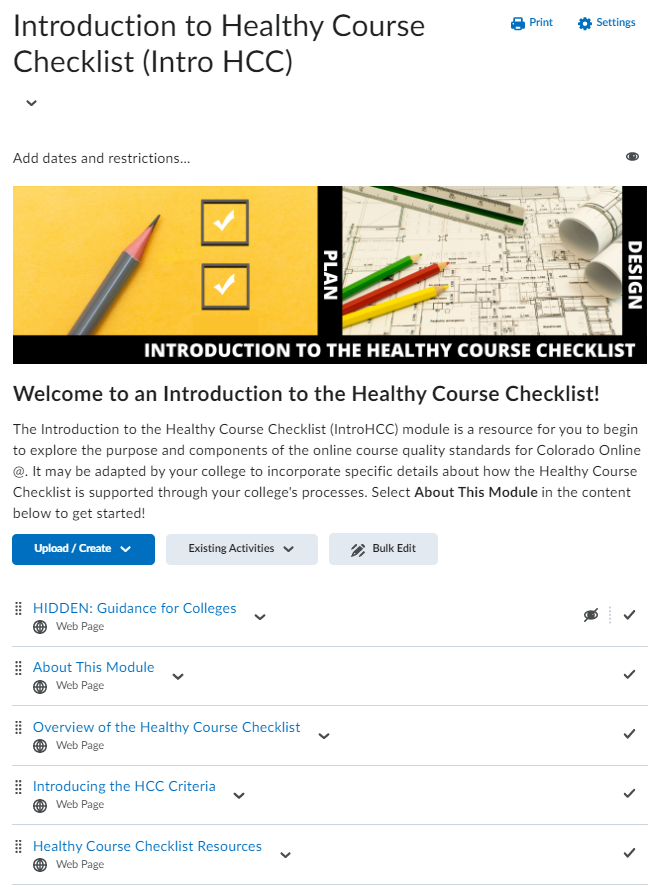 Introduction to Healthy Course
Checklist (Intro HCC)
Print
Settings
Add dates and restrictions...
PLAN
DESIGN
INTRODUCTION TO THE HEALTHY COURSE CHECKLIST
Welcome to an Introduction to the Healthy Course Checklist!
The Introduction to the Healthy Course Checklist (IntroHCC) module is a resource for you to begin
to explore the purpose and components of the online course quality standards for Colorado Online
@. It may be adapted by your college to incorporate specific details about how the Healthy Course
Checklist is supported through your college's processes. Select About This Module in the content
below to get started!
Upload / Create
Existing Activities
Bulk Edit
HIDDEN: Guidance for Colleges
Web Page
About This Module
Web Page
Overview of the Healthy Course Checklist
Web Page
Introducing the HCC Criteria
Web Page
Healthy Course Checklist Resources
Web Page